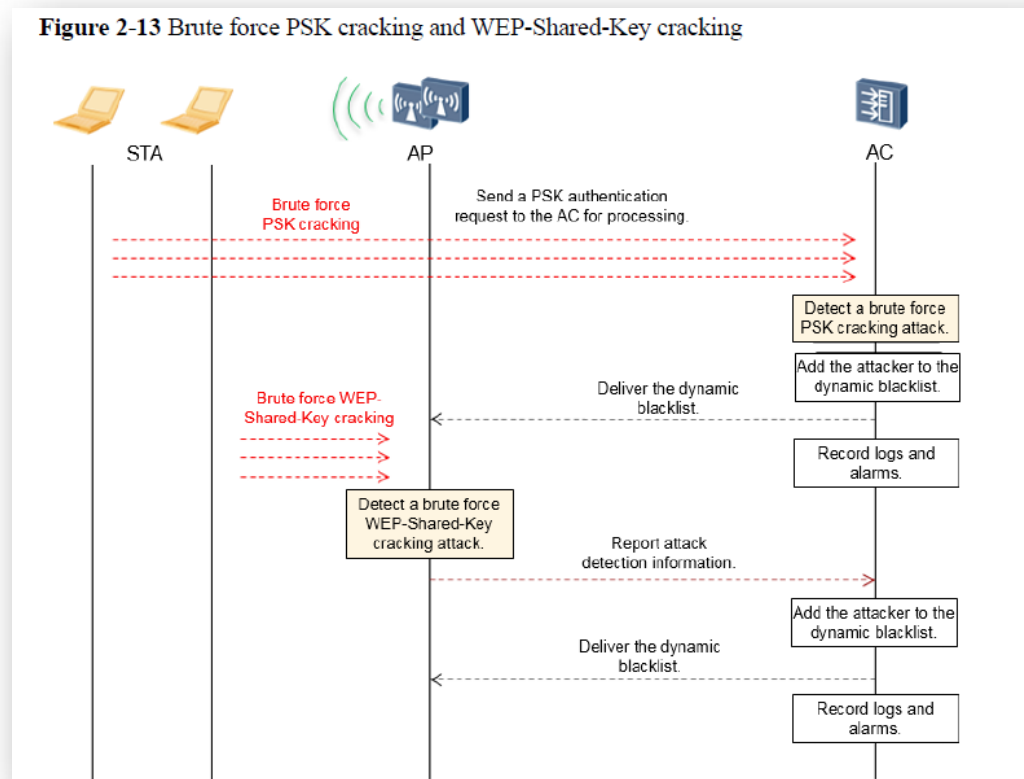 Figure 2-13 Brute force PSK cracking and WEP-Shared-Key cracking
STA
AP
AC
Brute force
PSK cracking
Send a PSK authentication
request to the AC for processing.
Detect a brute force
PSK cracking attack.
Add the attacker to the
dynamic blacklist.
Deliver the dynamic
blacklist.
Brute force WEP-
Shared-Key cracking
Record logs and
alarms.
Detect a brute force
WEP-Shared-Key
cracking attack.
Report attack
detection information.
Add the attacker to the
dynamic blacklist.
Deliver the dynamic
blacklist.
Record logs and
alarms.